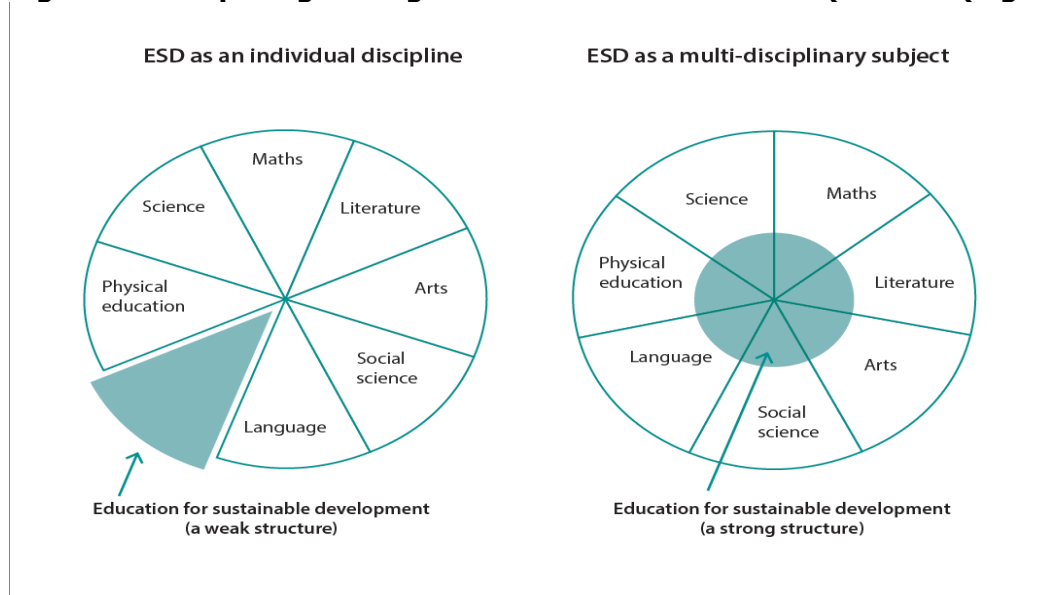 ESD as an individual discipline
ESD as a multi-disciplinary subject
Maths
Science
Literature
Physical
education
Arts
Social
science
Language
Education for sustainable development
(a weak structure)
Science
Maths
Physical
education
Literature
Language
Arts
Social
science
Education for sustainable development
(a strong structure)